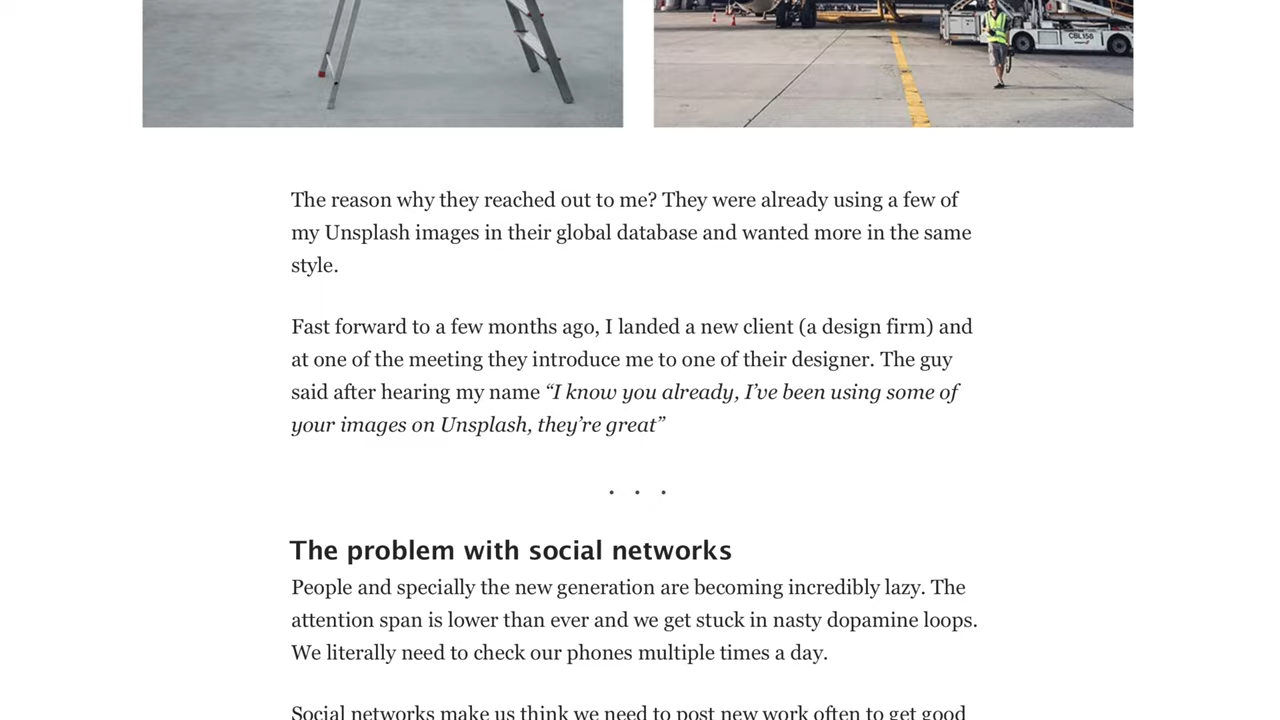 CBL158
The reason why they reached out to me? They were already using a few of
my Unsplash images in their global database and wanted more in the same
style.
Fast forward to a few months ago, I landed a new client (a design firm) and
at one of the meeting they introduce me to one of their designer. The guy
said after hearing my name “I know you already, I’ve been using some of
your images on Unsplash, they’re great”
The problem with social networks
People and specially the new generation are becoming incredibly lazy. The
attention span is lower than ever and we get stuck in nasty dopamine loops.
We literally need to check our phones multiple times a day.
Social networks make us think we need to post new work often to get good